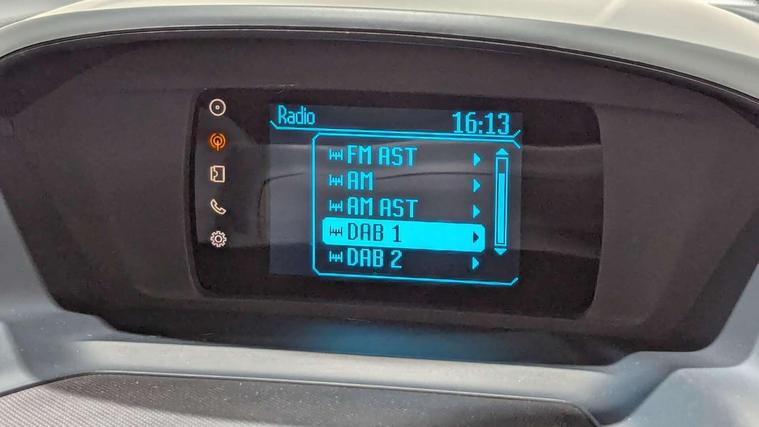 Radio 16:13
FM AST
AM
AM AST
DAB 1
DAB 2